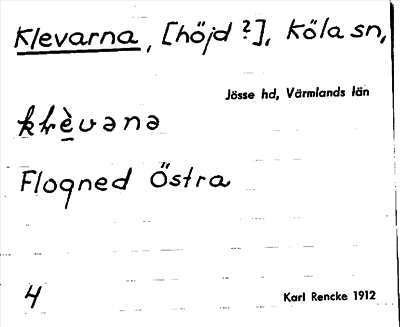 Klevarna, [höjd ?], Köla sn,
Jösse hd, Värmlands län
Flogned Östra
4
Karl Rencke 1912